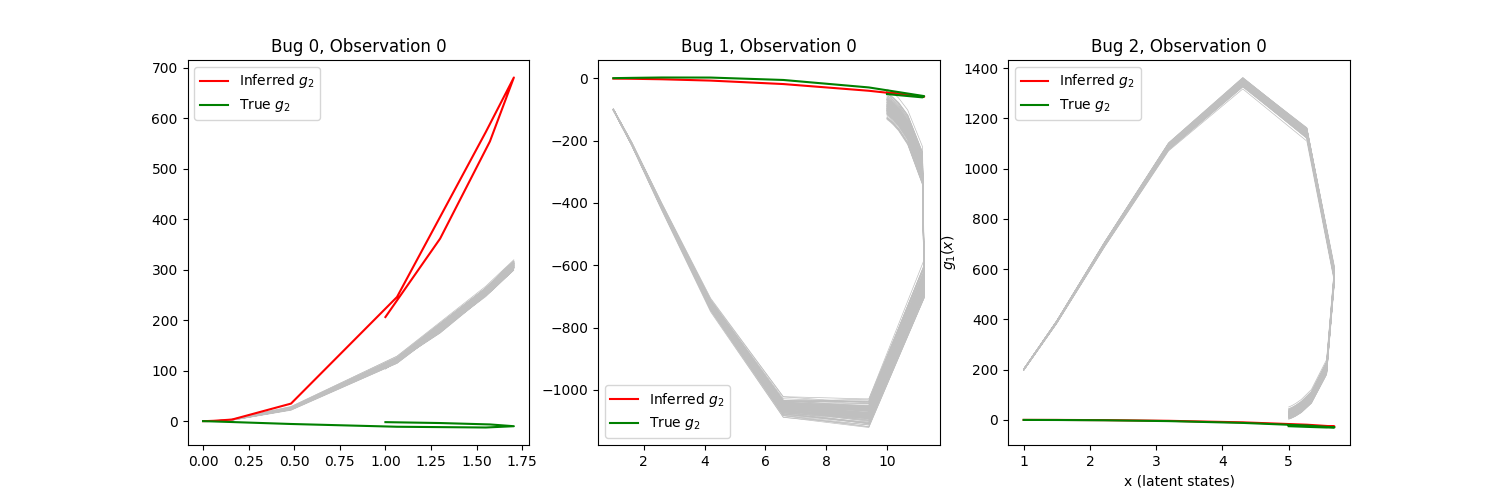 Bug 0, Observation 0
700
600
500
400
300
200
100
0
0.00 0.25 0.50 0.75 1.00 1.25 1.50 1.75
Inferred g₂
True g₂
Bug 1, Observation 0
0
−200
−400
−600
−800
−1000
2 4 6 8 10
Inferred g₂
True g₂
Bug 2, Observation 0
g₁(x)
1400
1200
1000
800
600
400
200
0
1 2 3 4 5
x (latent states)
Inferred g₂
True g₂